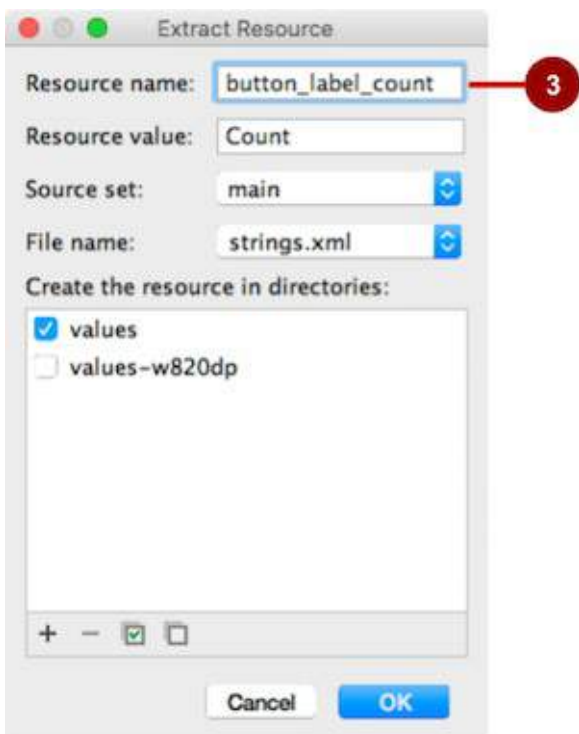 Extract Resource
Resource name: button_label_count
3
Resource value: Count
Source set: main
File name: strings.xml
Create the resource in directories:
values
values-w820dp
Cancel OK